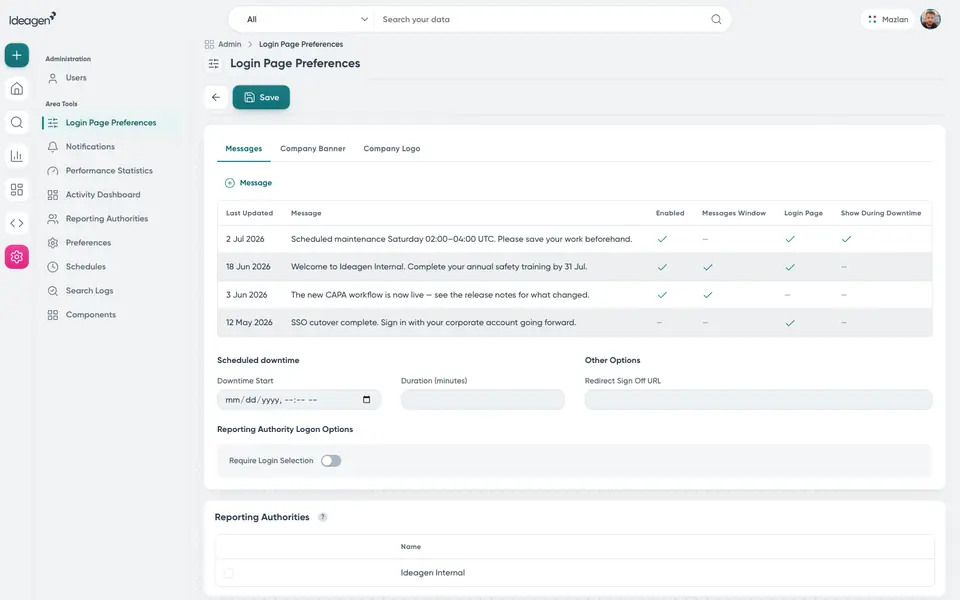 Ideagen
All
Search your data
Mazlan
Administration
Users
Area Tools
Login Page Preferences
Notifications
Performance Statistics
Activity Dashboard
Reporting Authorities
Preferences
Schedules
Search Logs
Components
Admin > Login Page Preferences
Login Page Preferences
Save
Messages Company Banner Company Logo
Message
Last Updated Message Enabled Messages Window Login Page Show During Downtime
2 Jul 2026 Scheduled maintenance Saturday 02:00–04:00 UTC. Please save your work beforehand. ✓ – ✓ ✓
18 Jun 2026 Welcome to Ideagen Internal. Complete your annual safety training by 31 Jul. ✓ ✓ ✓ –
3 Jun 2026 The new CAPA workflow is now live — see the release notes for what changed. ✓ ✓ – –
12 May 2026 SSO cutover complete. Sign in with your corporate account going forward. – – ✓ –
Scheduled downtime Other Options
Downtime Start Duration (minutes) Redirect Sign Off URL
mm/dd/yyyy, --:-- --
Reporting Authority Logon Options
Require Login Selection
Reporting Authorities ?
Name
Ideagen Internal